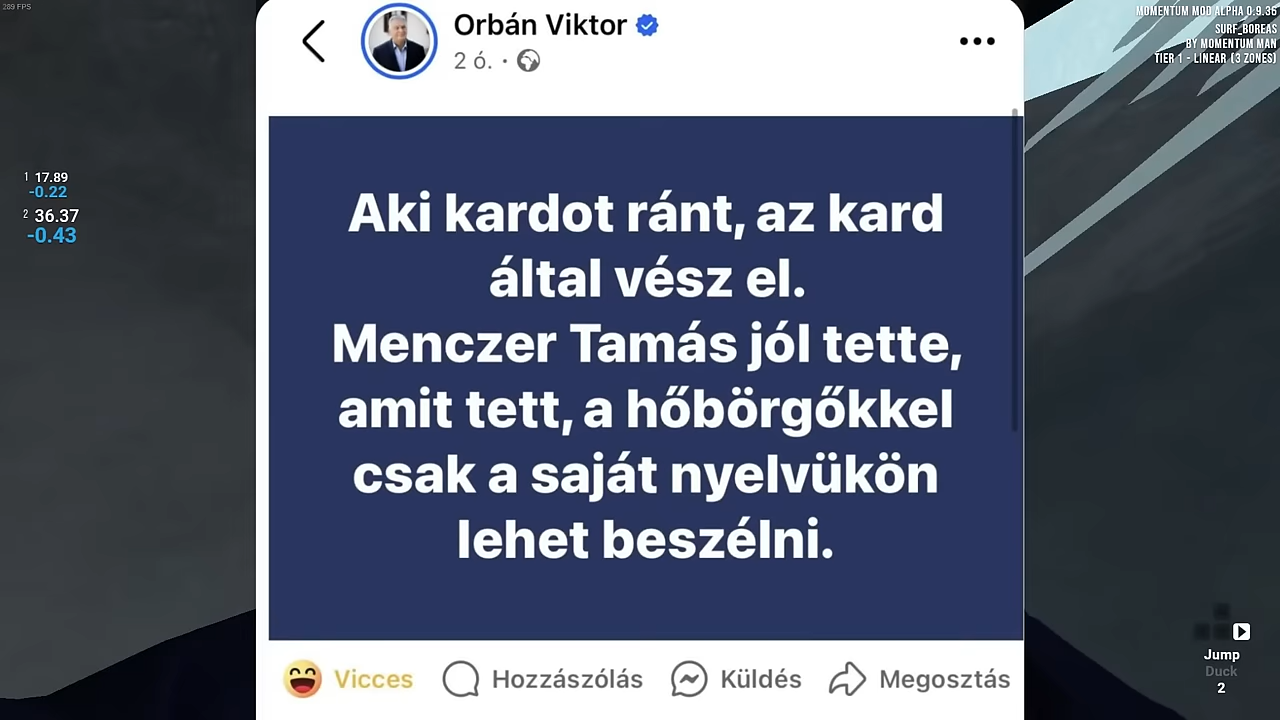 289 FPS
MOMENTUM MOD ALPHA 0.9.36
SURF_BOREAS
BY MOMENTUM MAN
TIER 1 - LINEAR (3 ZONES)
Orbán Viktor
2 ó. ·
1 17.89
-0.22
2 36.37
-0.43
Aki kardot ránt, az kard
által vész el.
Menczer Tamás jól tette,
amit tett, a hőbörgőkkel
csak a saját nyelvükön
lehet beszélni.
Vicces Hozzászólás Küldés Megosztás
Jump
Duck
2